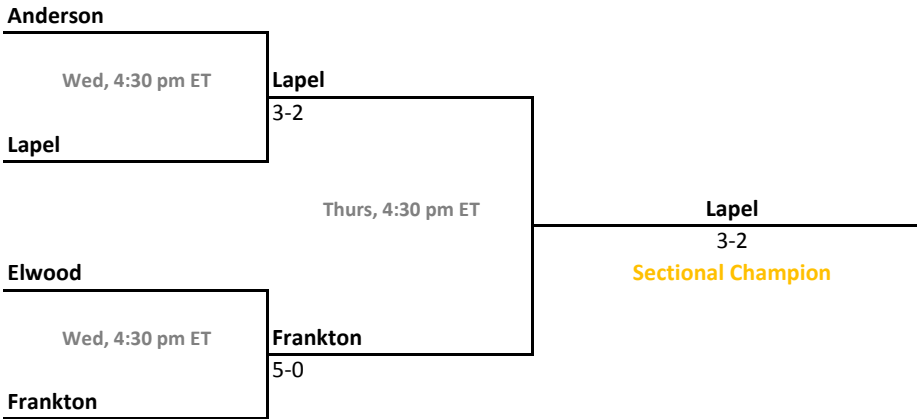 Anderson
Wed, 4:30 pm ET
Lapel
3-2
Lapel
Thurs, 4:30 pm ET
Lapel
3-2
Sectional Champion
Elwood
Wed, 4:30 pm ET
Frankton
5-0
Frankton